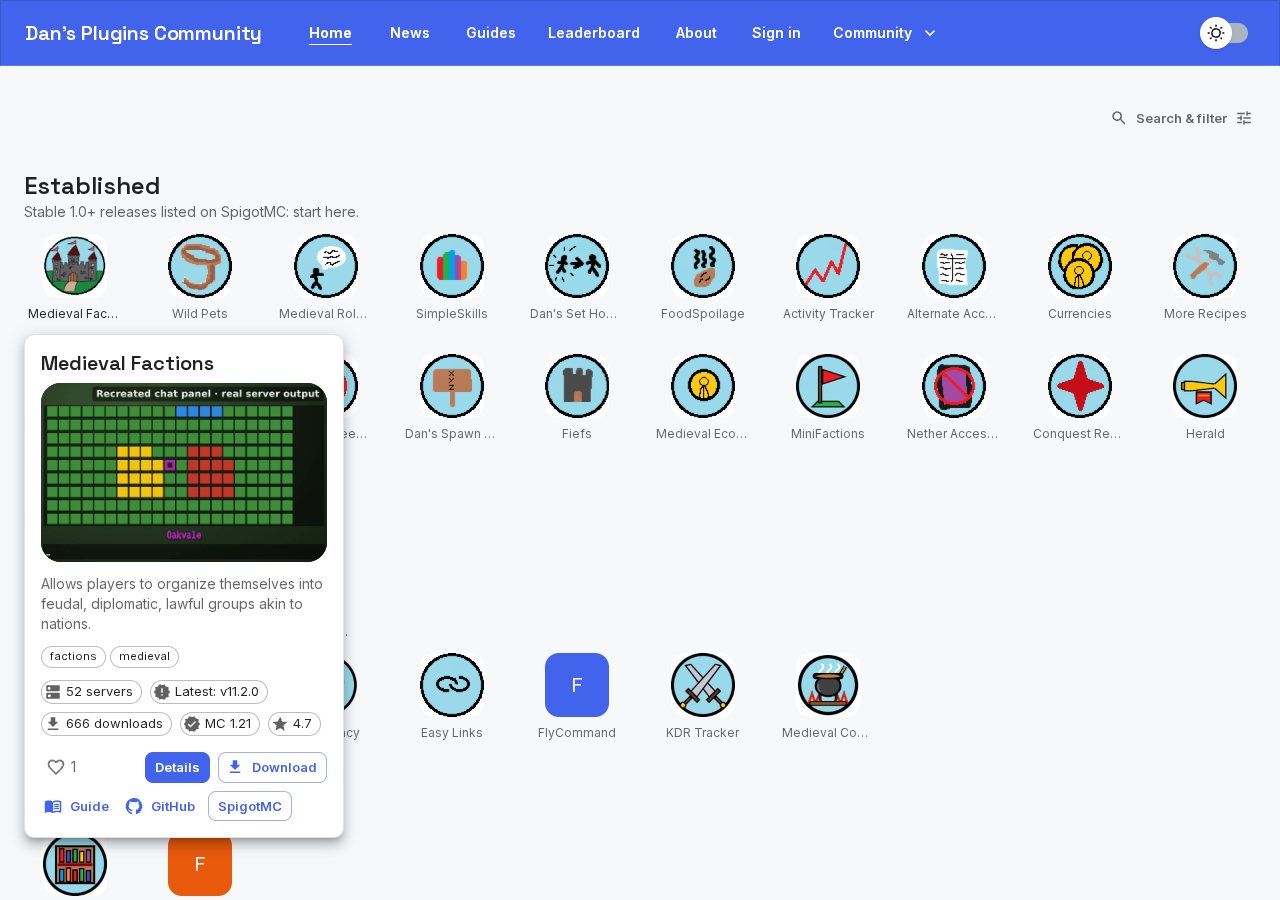 Dan's Plugins Community
Home
News
Guides
Leaderboard
About
Sign in
Community
Search & filter
Established
Stable 1.0+ releases listed on SpigotMC: start here.
Medieval Fac…
Wild Pets
Medieval Rol…
SimpleSkills
Dan's Set Ho…
FoodSpoilage
Activity Tracker
Alternate Acc…
Currencies
More Recipes
Dan's Spawn …
Fiefs
Medieval Eco…
MiniFactions
Nether Acces…
Conquest Re…
Herald
Medieval Factions
Recreated chat panel · real server output
Oakvale
Allows players to organize themselves into
feudal, diplomatic, lawful groups akin to
nations.
factions
medieval
52 servers
Latest: v11.2.0
666 downloads
MC 1.21
4.7
1
Details
Download
Guide
GitHub
SpigotMC
Easy Links
F
FlyCommand
KDR Tracker
Medieval Co…
F